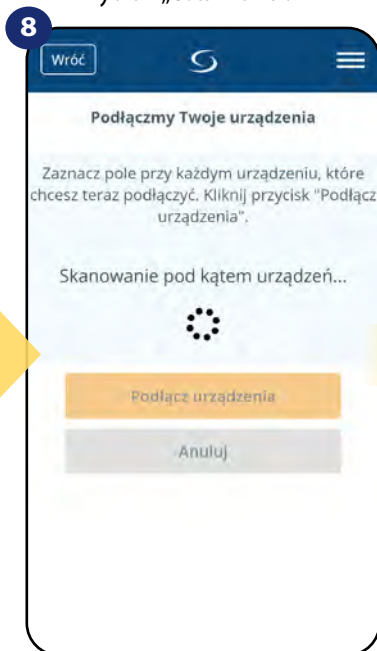 8
Wróć
Podłączmy Twoje urządzenia
Zaznacz pole przy każdym urządzeniu, które
chcesz teraz podłączyć. Kliknij przycisk "Podłącz
urządzenia".
Skanowanie pod kątem urządzeń...
Podłącz urządzenia
Anuluj